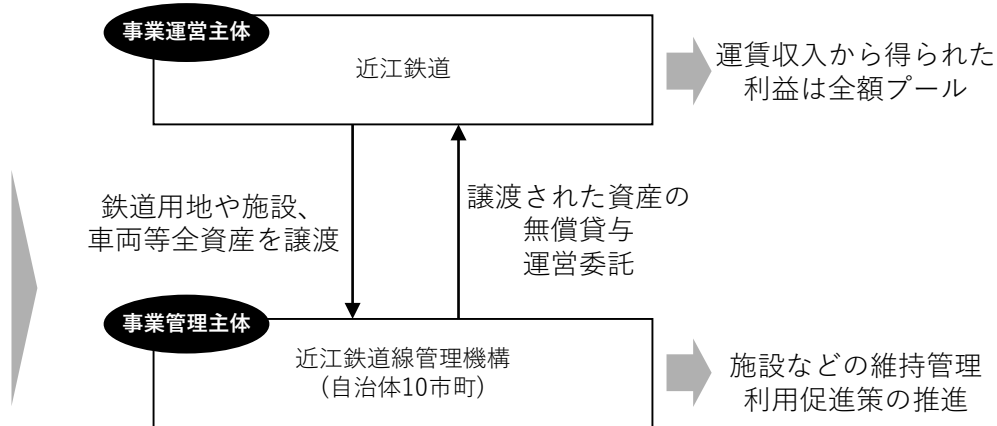 事業運営主体
近江鉄道
運賃収入から得られた
利益は全額プール
鉄道用地や施設、
車両等全資産を譲渡
譲渡された資産の
無償貸与
運営委託
事業管理主体
近江鉄道線管理機構
(自治体10市町)
施設などの維持管理
利用促進策の推進